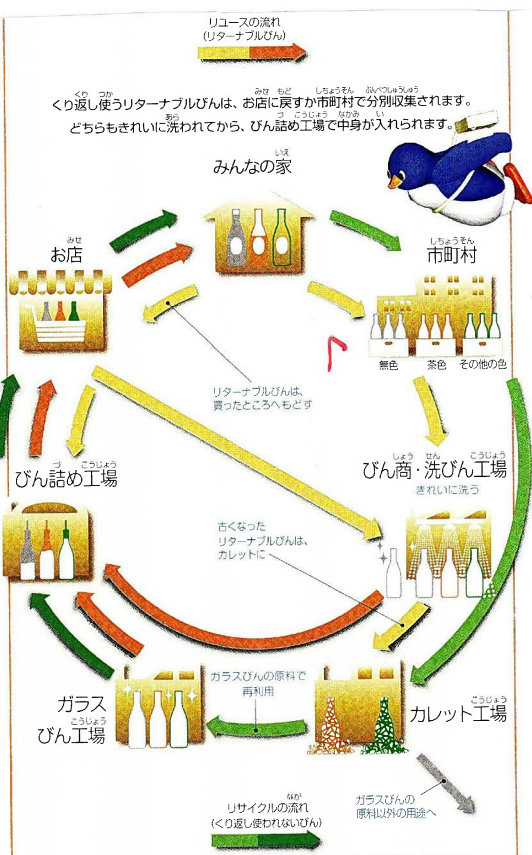 リユースの流れ
(リターナブルびん)
くり返し使うリターナブルびんは、お店に戻すか市町村で分別収集されます。
どちらもきれいに洗われてから、びん詰め工場で中身が入れられます。
みんなの家
お店
市町村
無色
茶色
その他の色
リターナブルびんは、
買ったところへもどす
びん詰め工場
びん商・洗びん工場
きれいに洗う
古くなった
リターナブルびんは、
カレットに
ガラスびんの原料で
再利用
ガラス
びん工場
カレット工場
ガラスびんの
原料以外の用途へ
リサイクルの流れ
(くり返し使われないびん)